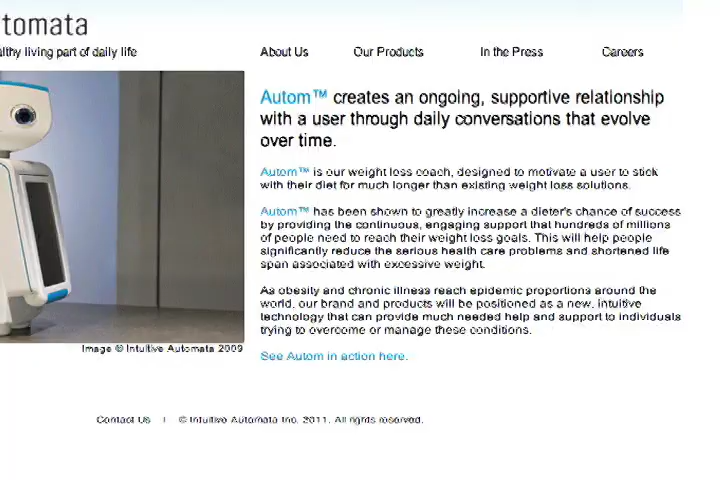 tomata
lthy living part of daily life
About Us
Our Products
In the Press
Careers
Autom™ creates an ongoing, supportive relationship
with a user through daily conversations that evolve
over time.
Autom™ is our weight loss coach, designed to motivate a user to stick
with their diet for much longer than existing weight loss solutions.
Autom™ has been shown to greatly increase a dieter's chance of success
by providing the continuous, engaging support that hundreds of millions
of people need to reach their weight loss goals. This will help people
significantly reduce the serious health care problems and shortened life
span associated with excessive weight.
As obesity and chronic illness reach epidemic proportions around the
world, our brand and products will be positioned as a new, intuitive
technology that can provide much needed help and support to individuals
trying to overcome or manage these conditions.
Image © Intuitive Automata 2009
See Autom in action here.
Contact Us | © Intuitive Automata Inc. 2011. All rights reserved.